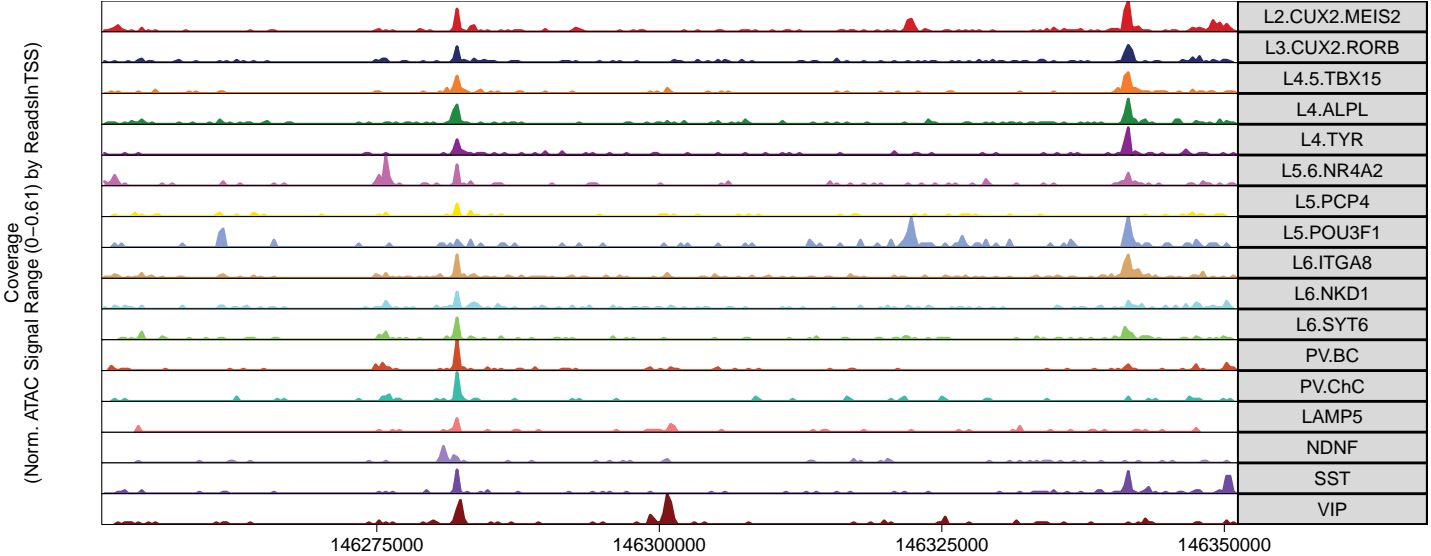 Coverage
(Norm. ATAC Signal Range (0−0.61) by ReadsInTSS)
L2.CUX2.MEIS2
L3.CUX2.RORB
L4.5.TBX15
L4.ALPL
L4.TYR
L5.6.NR4A2
L5.PCP4
L5.POU3F1
L6.ITGA8
L6.NKD1
L6.SYT6
PV.BC
PV.ChC
LAMP5
NDNF
SST
VIP
146275000 146300000 146325000 146350000